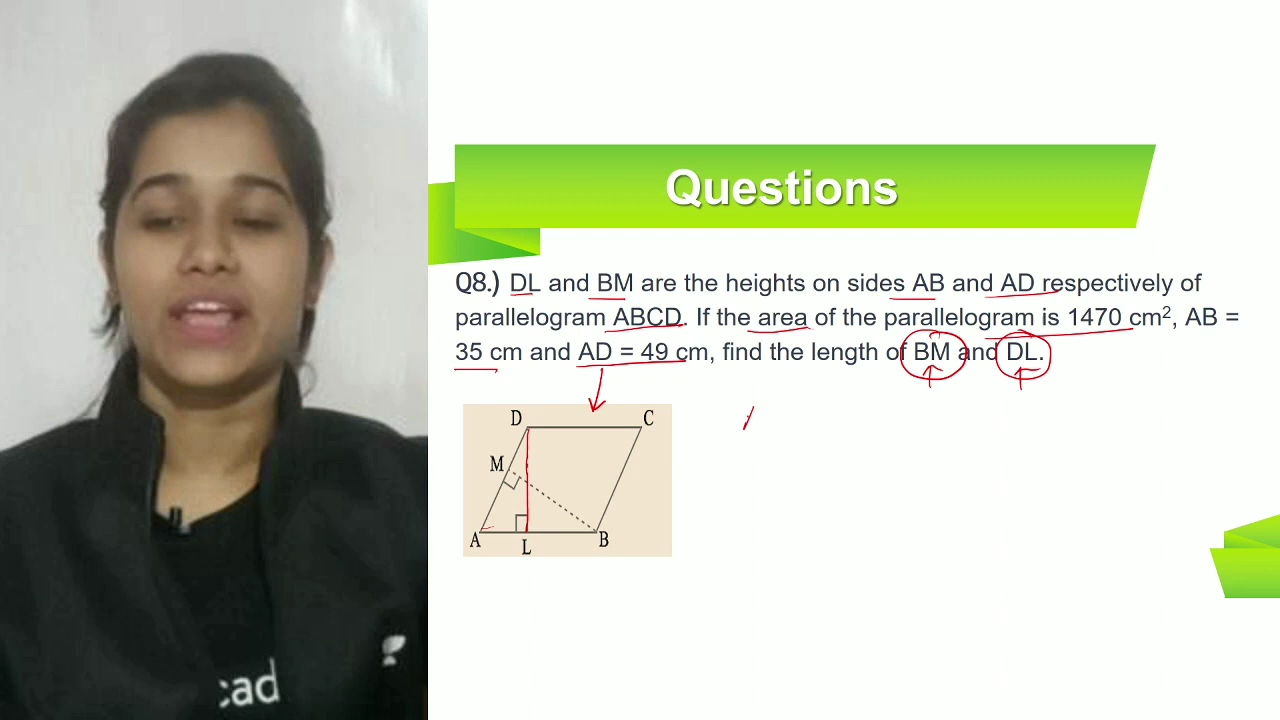 Questions
Q8.) DL and BM are the heights on sides AB and AD respectively of
parallelogram ABCD. If the area of the parallelogram is 1470 cm², AB =
35 cm and AD = 49 cm, find the length of BM and DL.
D C
M
A L B
cad